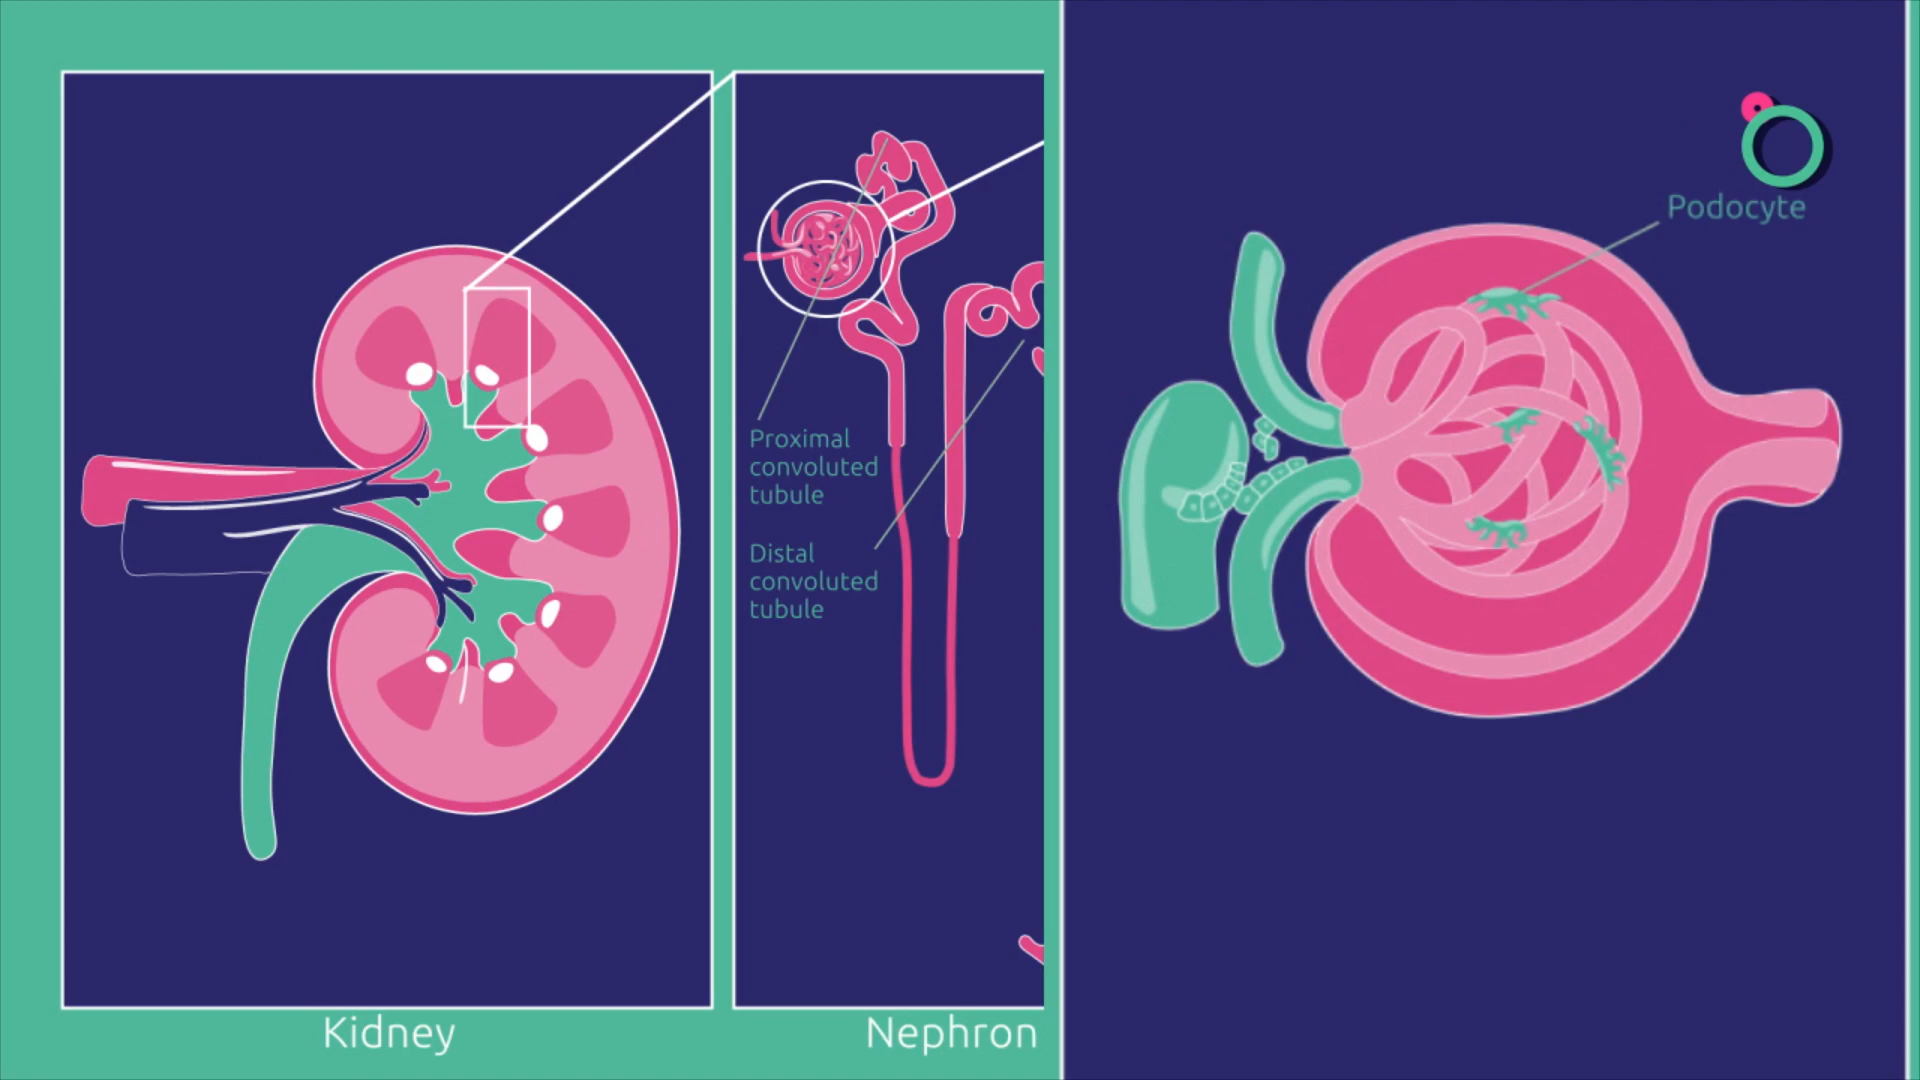 Podocyte
Proximal
convoluted
tubule
Distal
convoluted
tubule
Kidney
Nephron